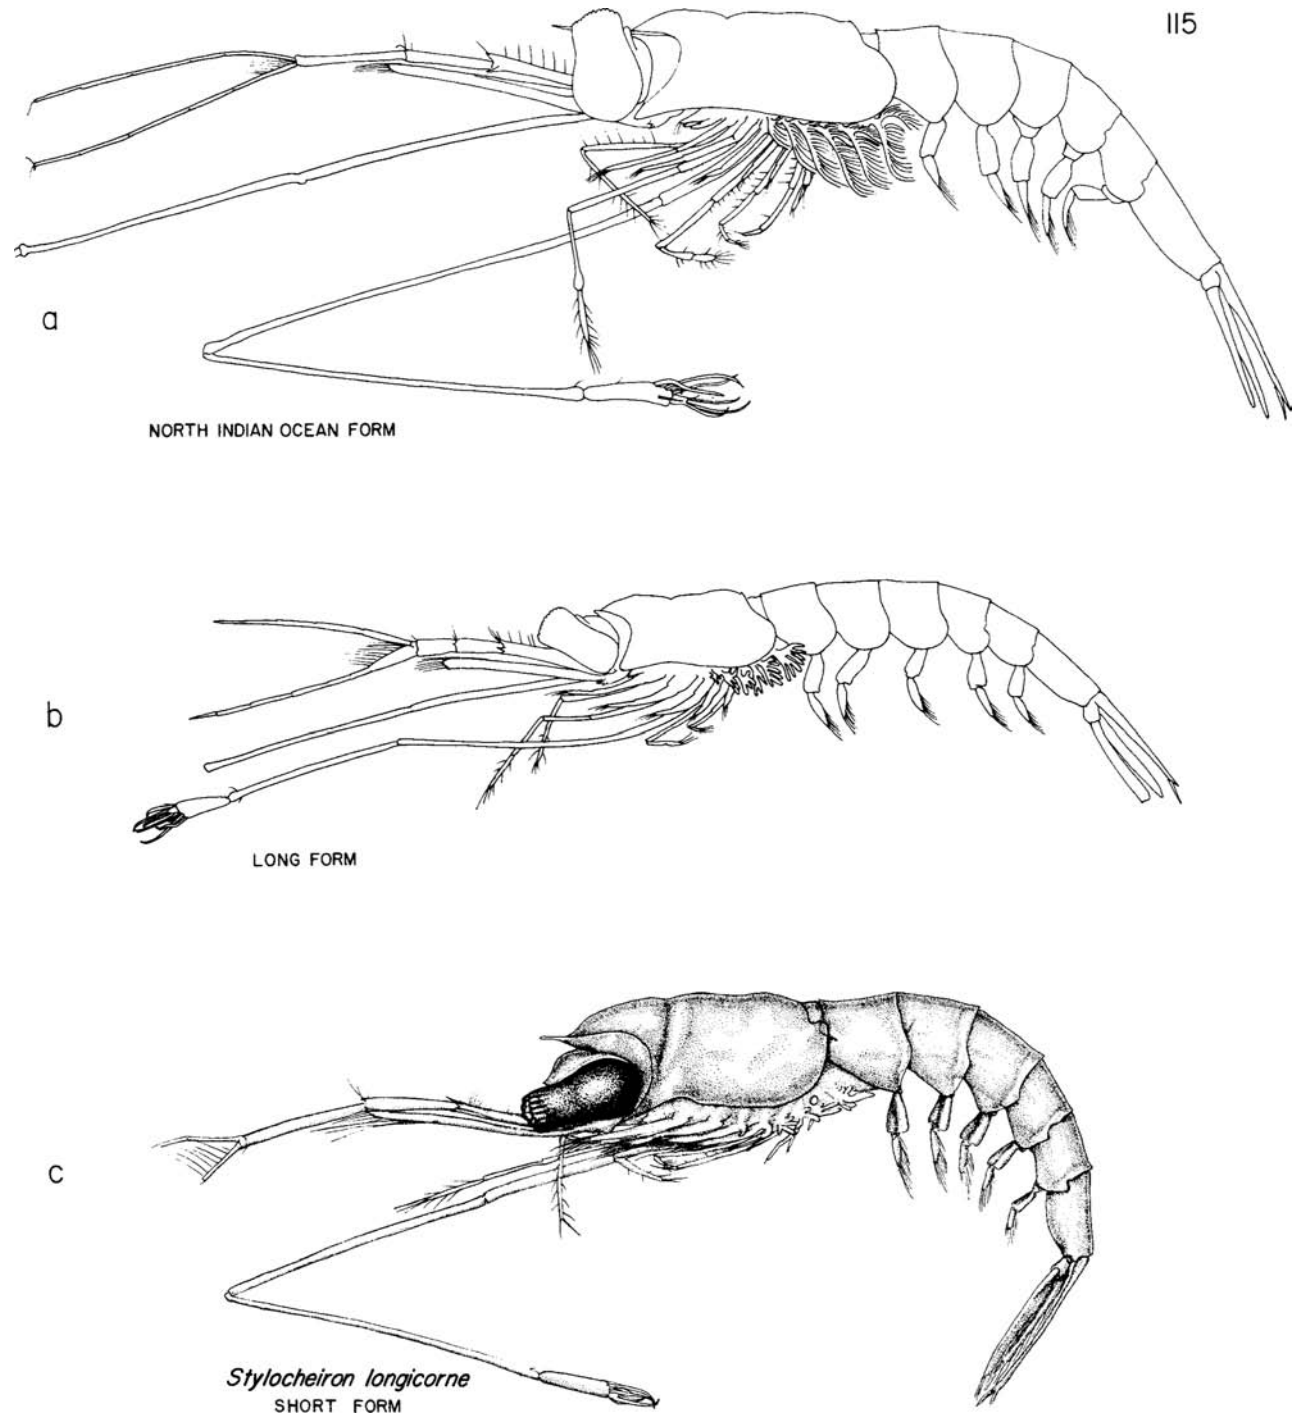 115
a
NORTH INDIAN OCEAN FORM
b
LONG FORM
c
Stylocheiron longicorne
SHORT FORM